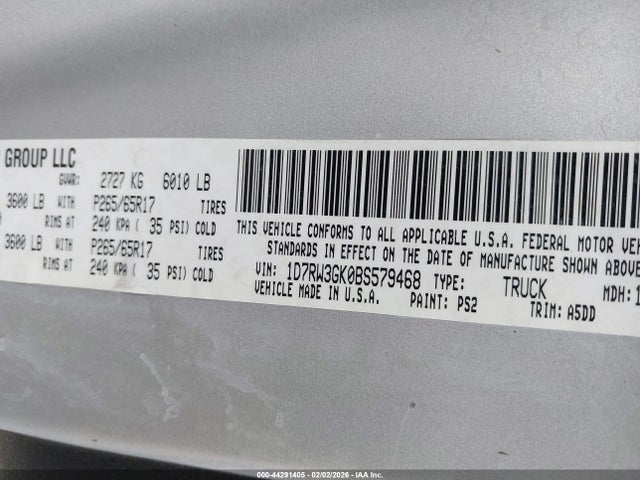 GROUP LLC
GVWR: 2727 KG 6010 LB
3600 LB WITH P265/65R17 TIRES
RIMS AT 240 KPA ( 35 PSI) COLD
3600 LB WITH P265/65R17 TIRES
RIMS AT 240 KPA ( 35 PSI) COLD
THIS VEHICLE CONFORMS TO ALL APPLICABLE U.S.A. FEDERAL MOTOR
STANDARDS IN EFFECT ON THE DATE OF MANUFACTURE SHOWN ABOVE
VIN: 1D7RW3GK0BS579468 TYPE: TRUCK MDH:
VEHICLE MADE IN U.S.A. PAINT: PS2 TRIM: A5DD
000-44291405 - 02/02/2026 - IAA Inc.